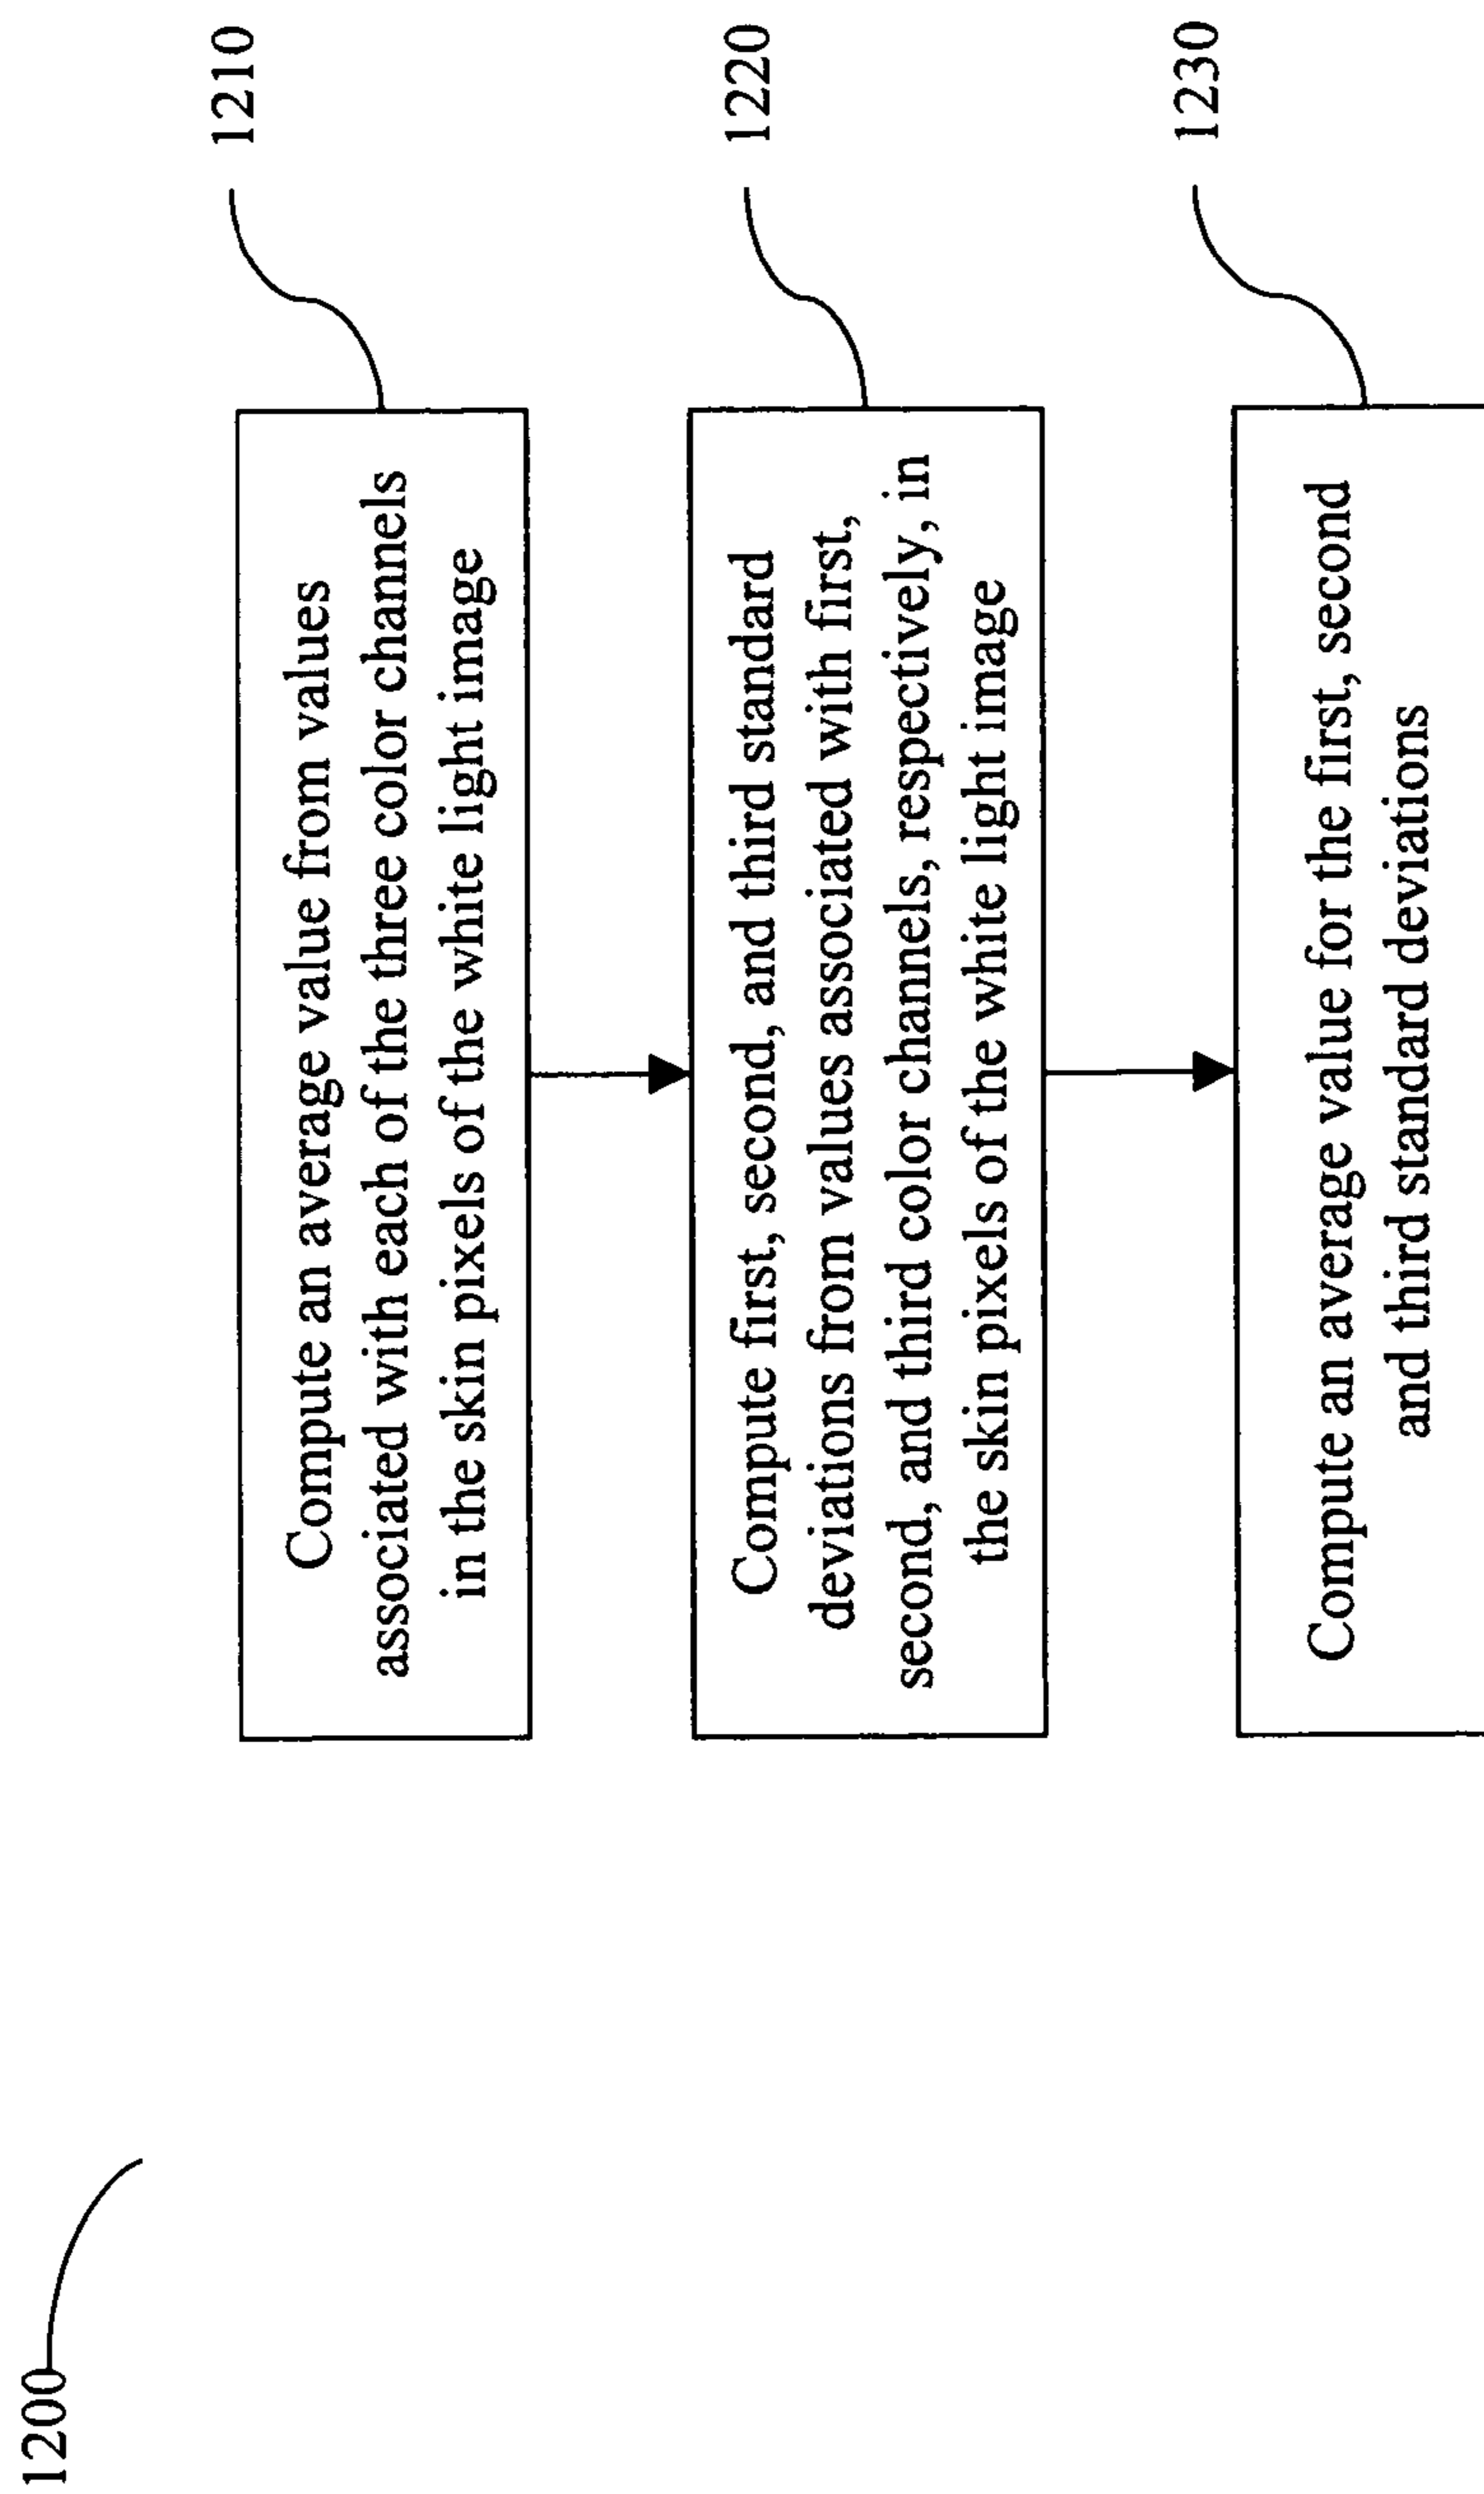 1200
Compute an average value from values
associated with each of the three color channels
in the skin pixels of the white light image
1210
Compute first, second, and third standard
deviations from values associated with first,
second, and third color channels, respectively, in
the skin pixels of the white light image
1220
Compute an average value for the first, second
and third standard deviations
1230